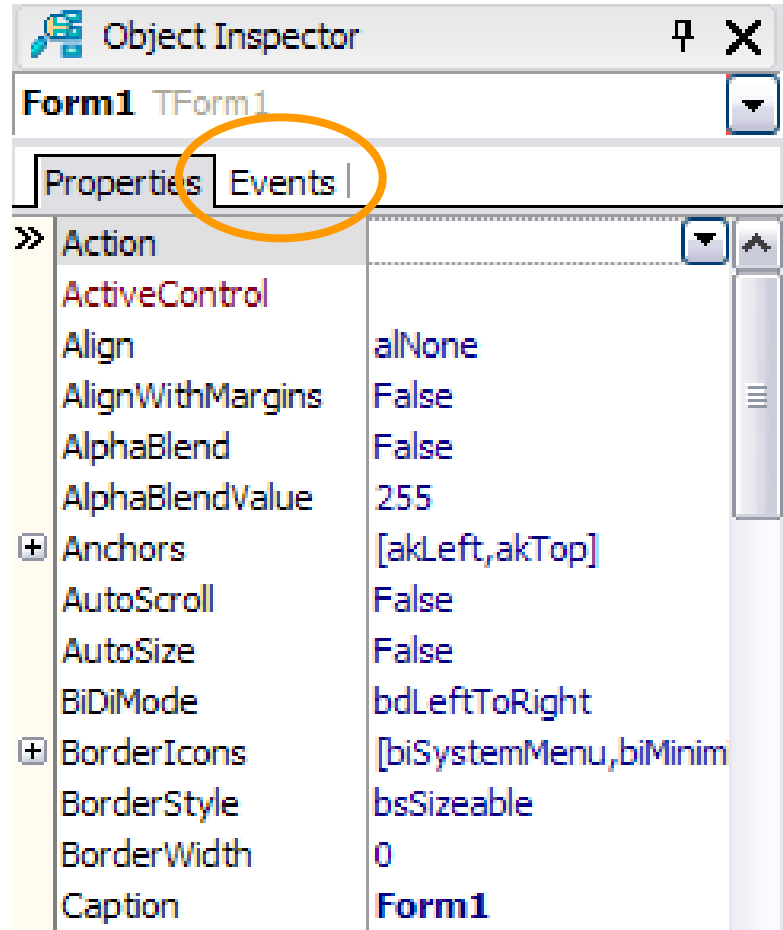 Object Inspector
Form1 TForm1
Properties Events
Action
ActiveControl
Align alNone
AlignWithMargins False
AlphaBlend False
AlphaBlendValue 255
Anchors [akLeft,akTop]
AutoScroll False
AutoSize False
BiDiMode bdLeftToRight
BorderIcons [biSystemMenu,biMinimi
BorderStyle bsSizeable
BorderWidth 0
Caption Form1